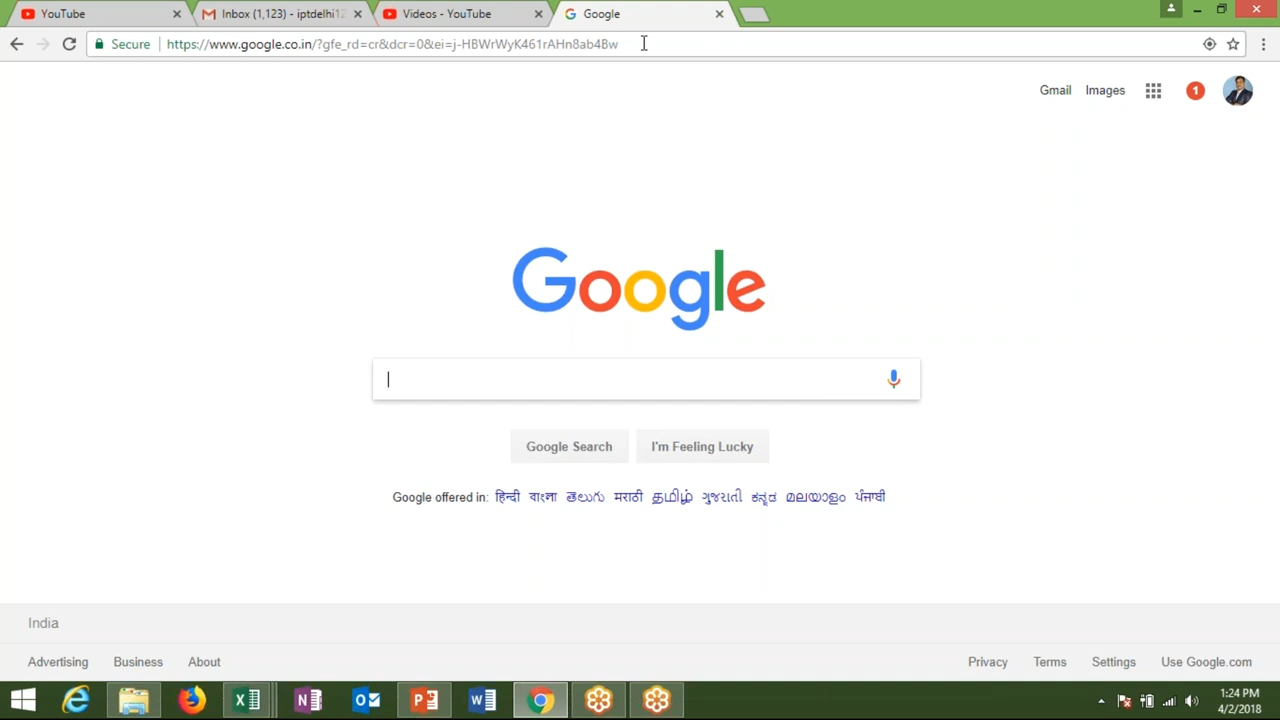 YouTube
Inbox (1,123) - iptdelhi12
Videos - YouTube
Google
Secure
https://www.google.co.in/?gfe_rd=cr&dcr=0&ei=j-HBWrWyK461rAHn8ab4Bw
Gmail Images 1
Google
Google Search I'm Feeling Lucky
Google offered in: हिन्दी বাংলা తెలుగు मराठी தமிழ் ગુજરાતી ಕನ್ನಡ മലയാളം ਪੰਜਾਬੀ
India
Advertising Business About Privacy Terms Settings Use Google.com
1:24 PM
4/2/2018